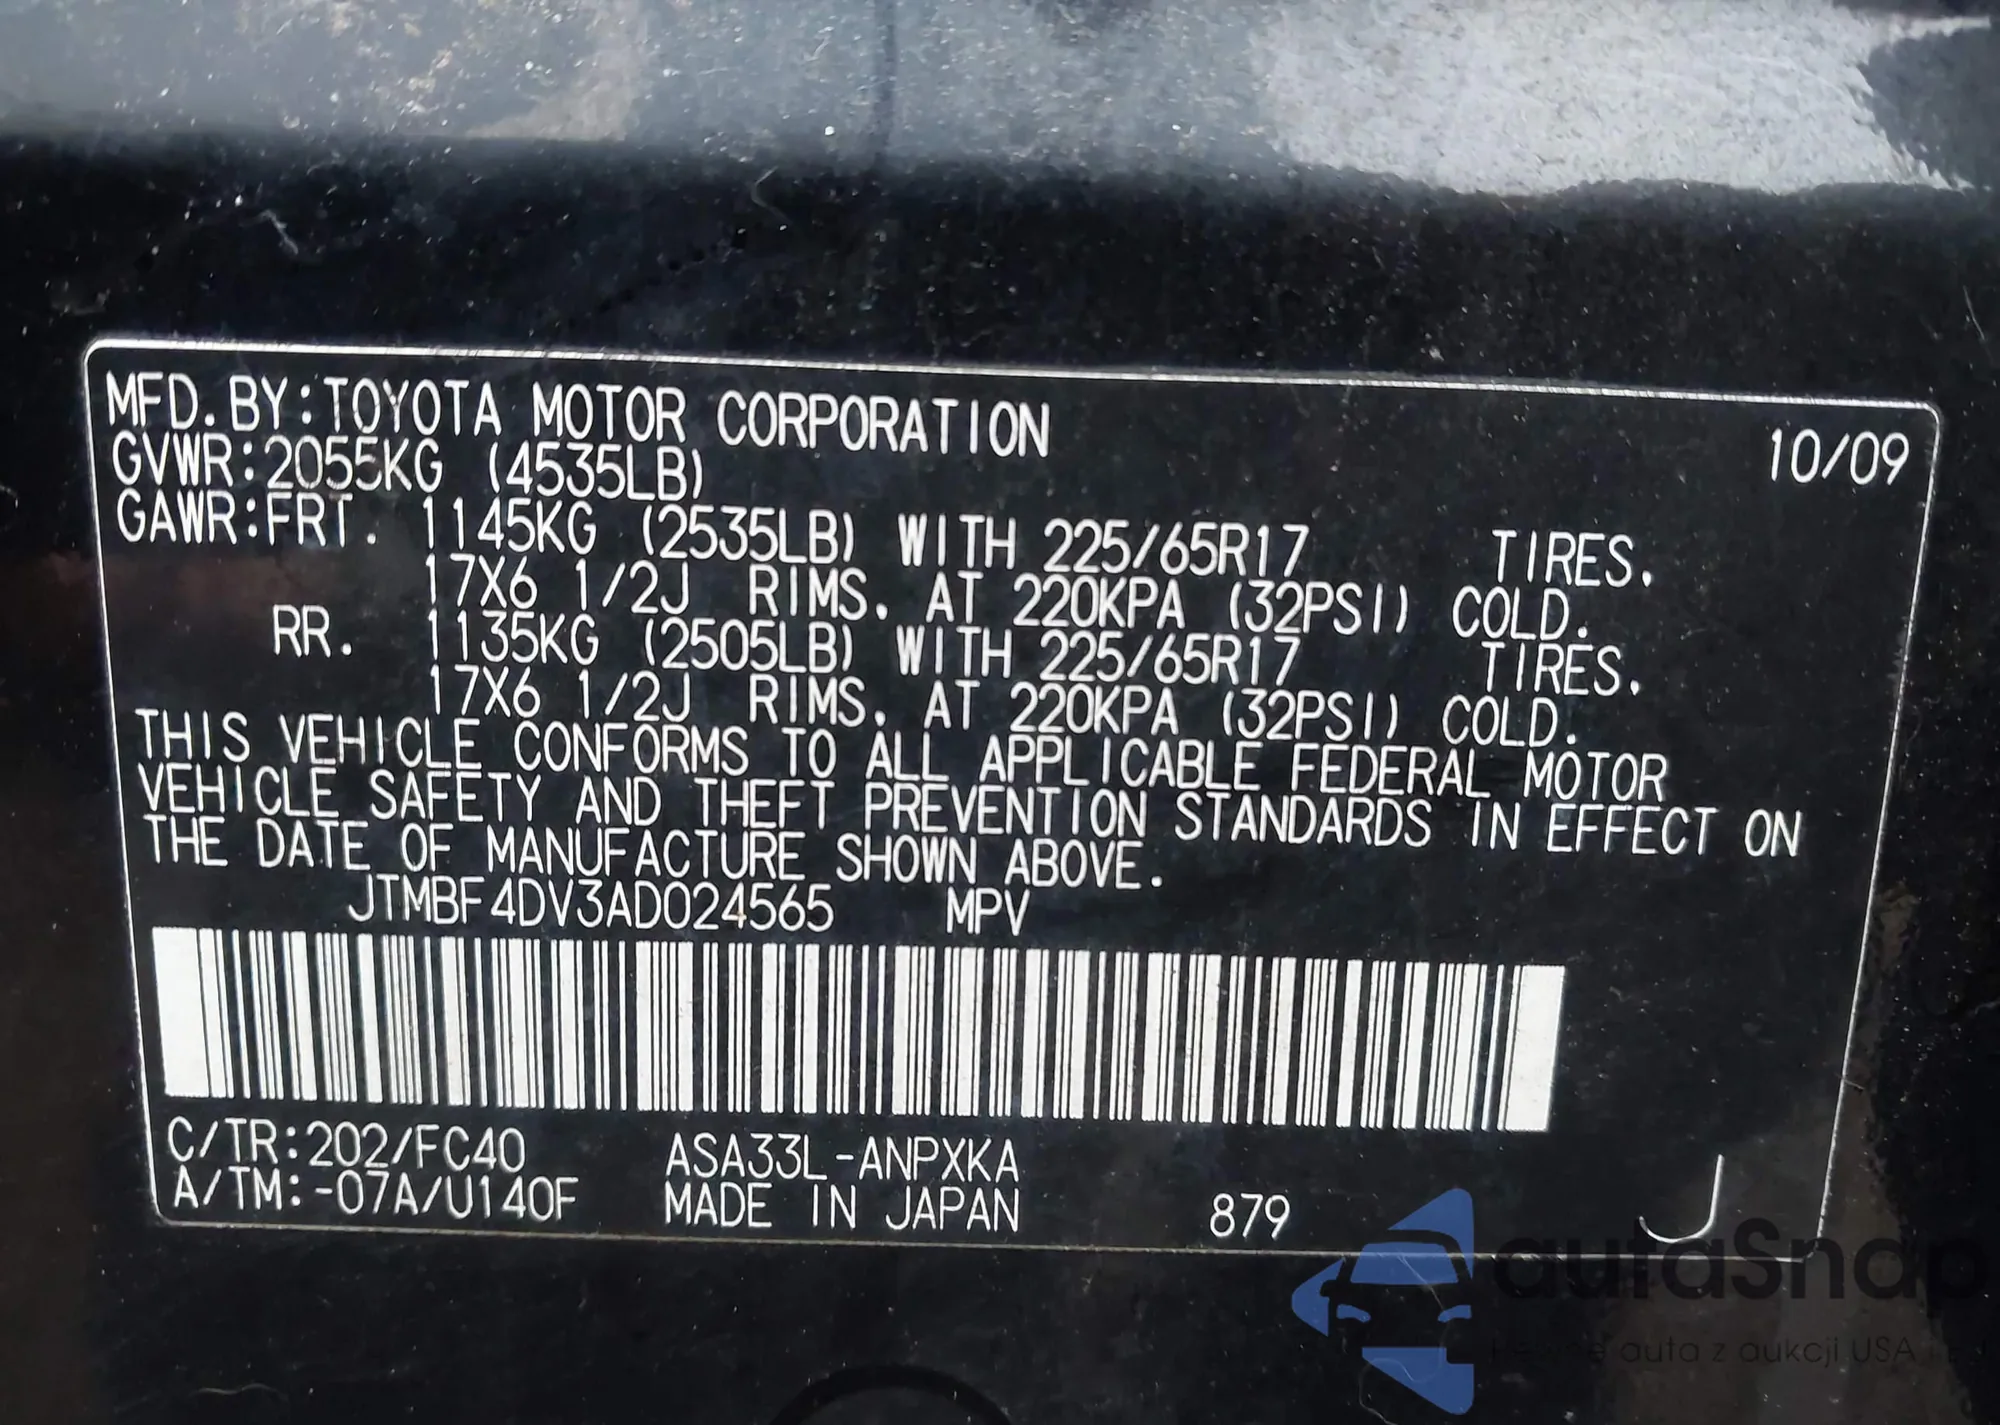 MFD.BY:TOYOTA MOTOR CORPORATION 10/09
GVWR:2055KG (4535LB)
GAWR:FRT. 1145KG (2535LB) WITH 225/65R17 TIRES.
17X6 1/2J RIMS. AT 220KPA (32PSI) COLD.
RR. 1135KG (2505LB) WITH 225/65R17 TIRES.
17X6 1/2J RIMS. AT 220KPA (32PSI) COLD.
THIS VEHICLE CONFORMS TO ALL APPLICABLE FEDERAL MOTOR
VEHICLE SAFETY AND THEFT PREVENTION STANDARDS IN EFFECT ON
THE DATE OF MANUFACTURE SHOWN ABOVE.
JTMBF4DV3AD024565 MPV
C/TR:202/FC40 ASA33L-ANPXKA
A/TM:-07A/U140F MADE IN JAPAN 879 J
autaSnap
auta z aukcji USA